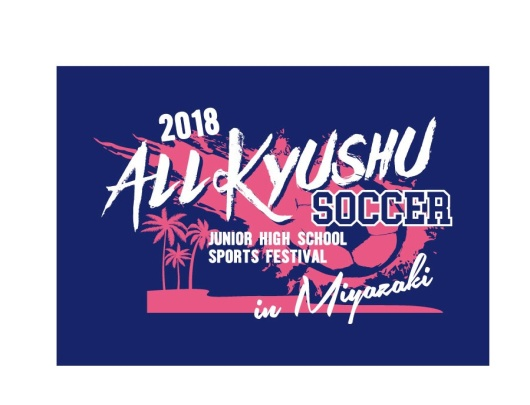 2018
ALL KYUSHU
SOCCER
JUNIOR HIGH SCHOOL
SPORTS FESTIVAL
in Miyazaki